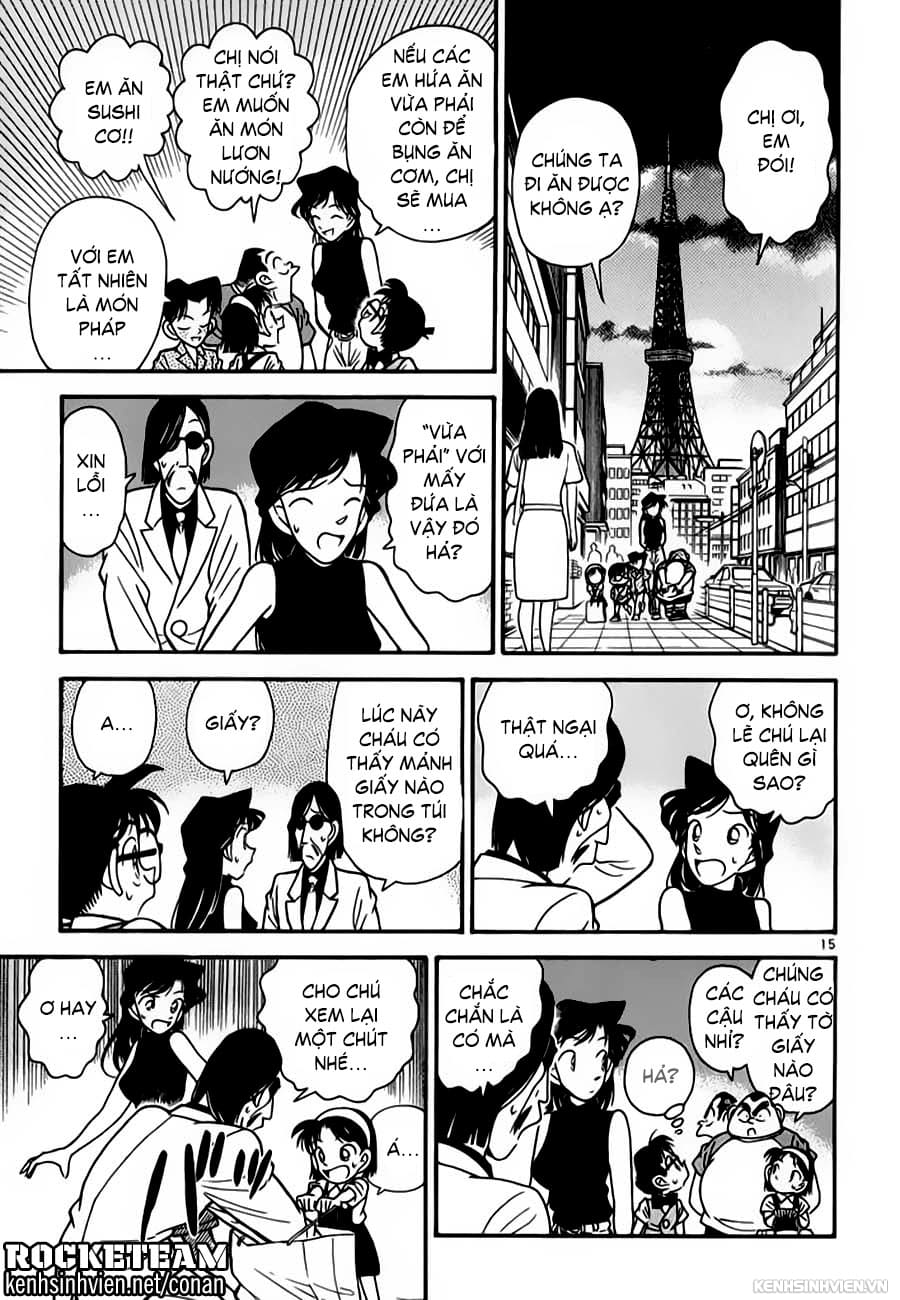 CHỊ ƠI,
EM
ĐÓI!
CHÚNG TA
ĐI ĂN ĐƯỢC
KHÔNG Ạ?
NẾU CÁC
EM HỨA ĂN
VỪA PHẢI
CÒN ĐỂ
BỤNG ĂN
CƠM, CHỊ
SẼ MUA
...
CHỊ NÓI
THẬT CHỨ?
EM MUỐN
ĂN MÓN
LƯƠN
NƯỚNG!
EM ĂN
SUSHI
CƠ!!
VỚI EM
TẤT NHIÊN
LÀ MÓN
PHÁP
...
"VỪA
PHẢI" VỚI
MẤY
ĐỨA LÀ
VẬY ĐÓ
HẢ?
XIN
LỖI
...
Ơ, KHÔNG
LẼ CHÚ LẠI
QUÊN GÌ
SAO?
THẬT NGẠI
QUÁ...
LÚC NÀY
CHÁU CÓ
THẤY MẢNH
GIẤY NÀO
TRONG TÚI
KHÔNG?
GIẤY?
A...
15
CHÚNG
CHÁU CÓ
THẤY TỜ
GIẤY
NÀO
ĐÂU?
CÁC
CẬU
NHỈ?
HẢ?
CHẮC
CHẮN LÀ
CÓ MÀ
...
CHO CHÚ
XEM LẠI
MỘT CHÚT
NHÉ.
Ơ HAY
...
Á...
ROCKETEAM
kenhsinhvien.net/conan
KENHSINHVIEN.VN